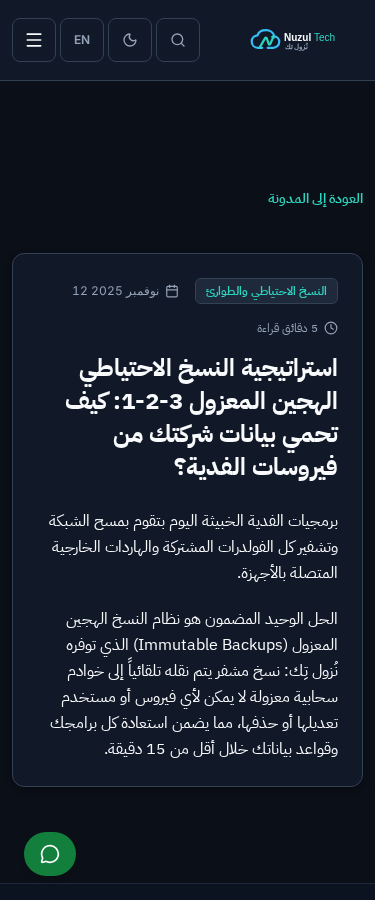 Nuzul Tech
نُزول تك
EN
العودة إلى المدونة
النسخ الاحتياطي والطوارئ
12 نوفمبر 2025
5 دقائق قراءة
استراتيجية النسخ الاحتياطي
الهجين المعزول 3-2-1: كيف
تحمي بيانات شركتك من
فيروسات الفدية؟
برمجيات الفدية الخبيثة اليوم بتقوم بمسح الشبكة
وتشفير كل الفولدرات المشتركة والهاردات الخارجية
المتصلة بالأجهزة.
الحل الوحيد المضمون هو نظام النسخ الهجين
المعزول (Immutable Backups) الذي توفره
نُزول تِك: نسخ مشفر يتم نقله تلقائياً إلى خوادم
سحابية معزولة لا يمكن لأي فيروس أو مستخدم
تعديلها أو حذفها، مما يضمن استعادة كل برامجك
وقواعد بياناتك خلال أقل من 15 دقيقة.